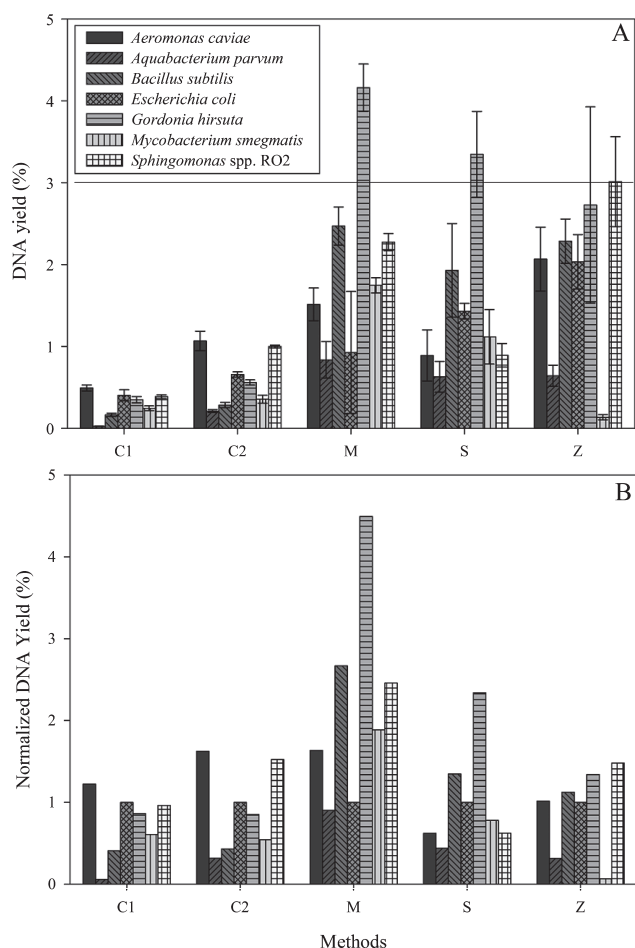 5
A
Aeromonas caviae
Aquabacterium parvum
Bacillus subtilis
Escherichia coli
Gordonia hirsuta
Mycobacterium smegmatis
Sphingomonas spp. RO2
4
3
2
1
0
DNA yield (%)
C1 C2 M S Z
5
B
4
3
2
1
0
Normalized DNA Yield (%)
C1 C2 M S Z
Methods